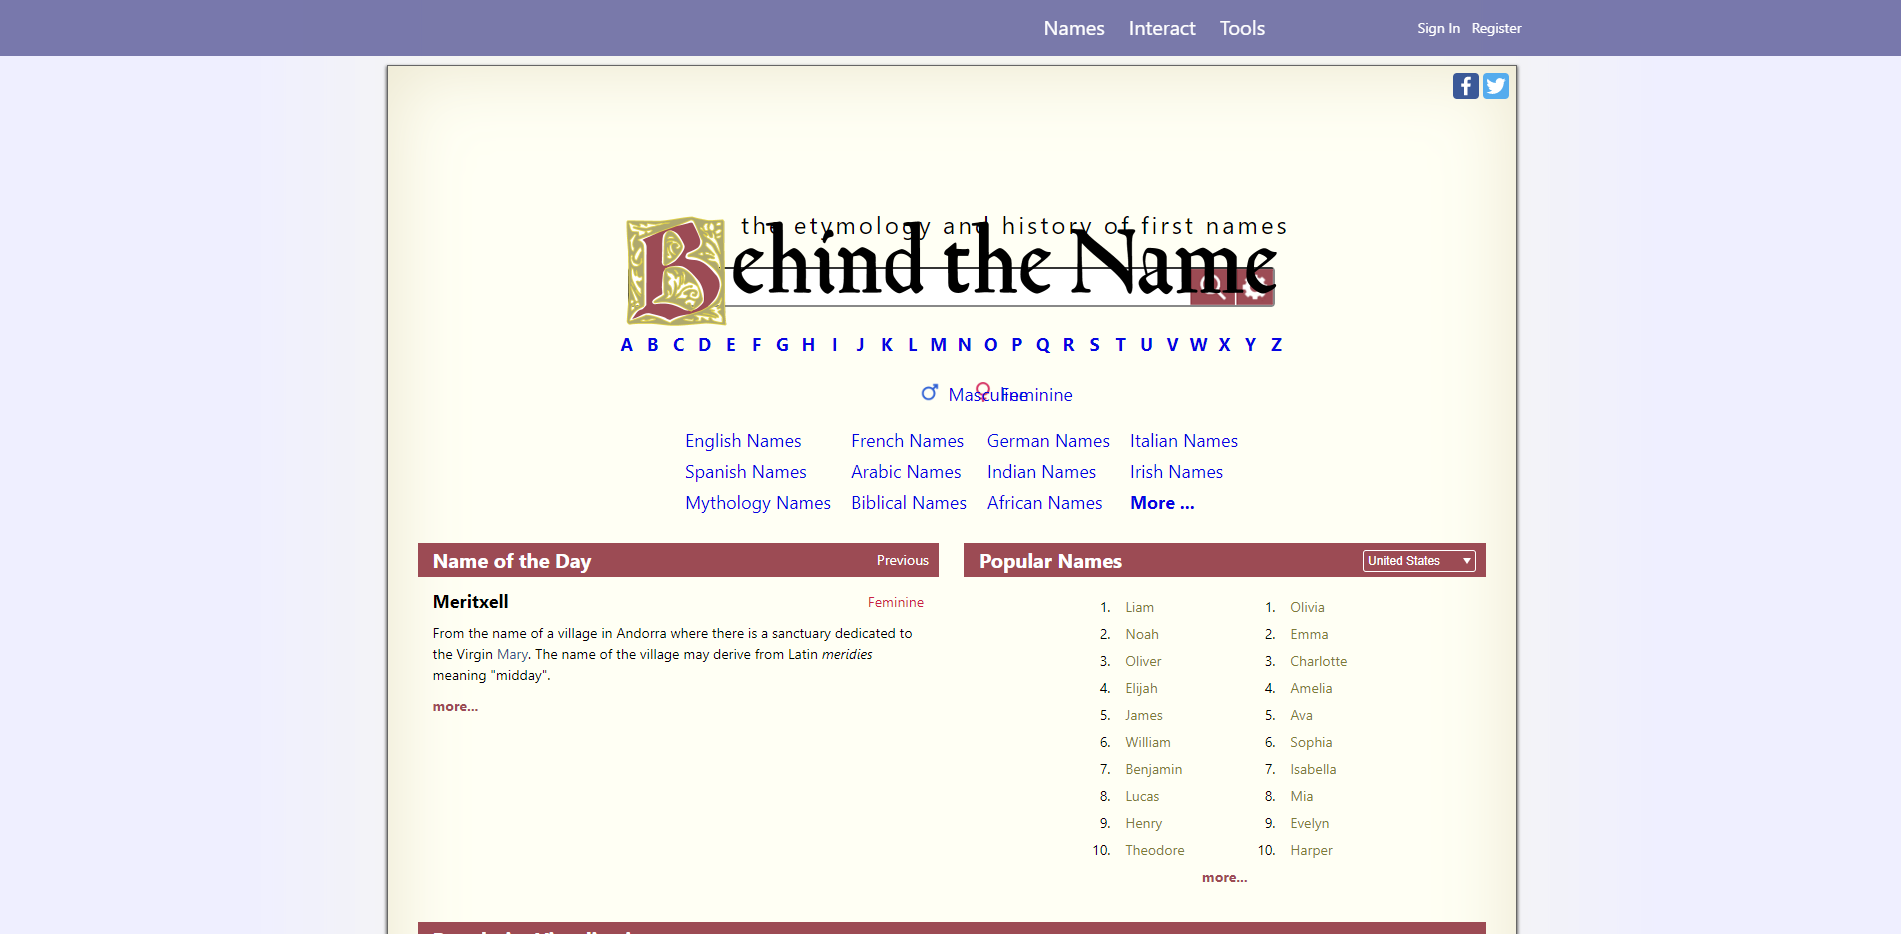 Names Interact Tools Sign In Register
the etymology and history of first names
Behind the Name
A B C D E F G H I J K L M N O P Q R S T U V W X Y Z
Masculine Feminine
English Names French Names German Names Italian Names
Spanish Names Arabic Names Indian Names Irish Names
Mythology Names Biblical Names African Names More ...
Name of the Day Previous
Meritxell Feminine
From the name of a village in Andorra where there is a sanctuary dedicated to
the Virgin Mary. The name of the village may derive from Latin meridies
meaning "midday".
more...
Popular Names United States
1. Liam 1. Olivia
2. Noah 2. Emma
3. Oliver 3. Charlotte
4. Elijah 4. Amelia
5. James 5. Ava
6. William 6. Sophia
7. Benjamin 7. Isabella
8. Lucas 8. Mia
9. Henry 9. Evelyn
10. Theodore 10. Harper
more...